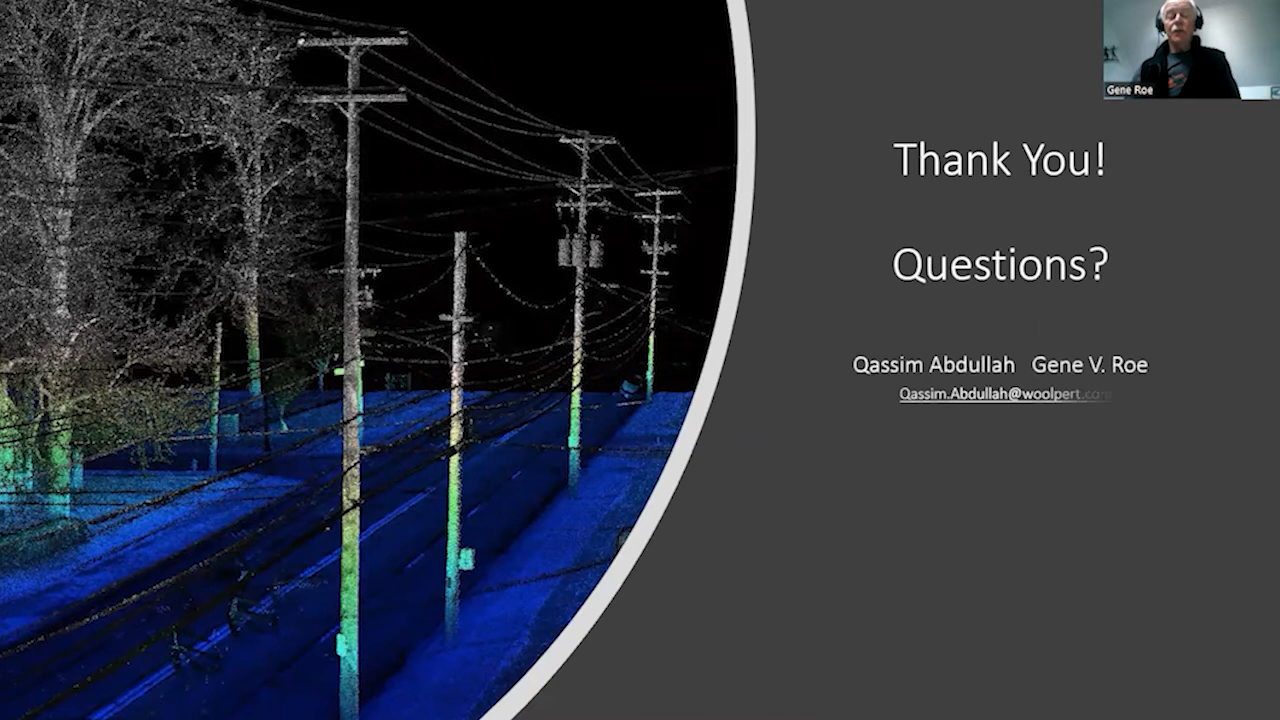 Gene Roe
Thank You!
Questions?
Qassim Abdullah Gene V. Roe
Qassim.Abdullah@woolpert.com